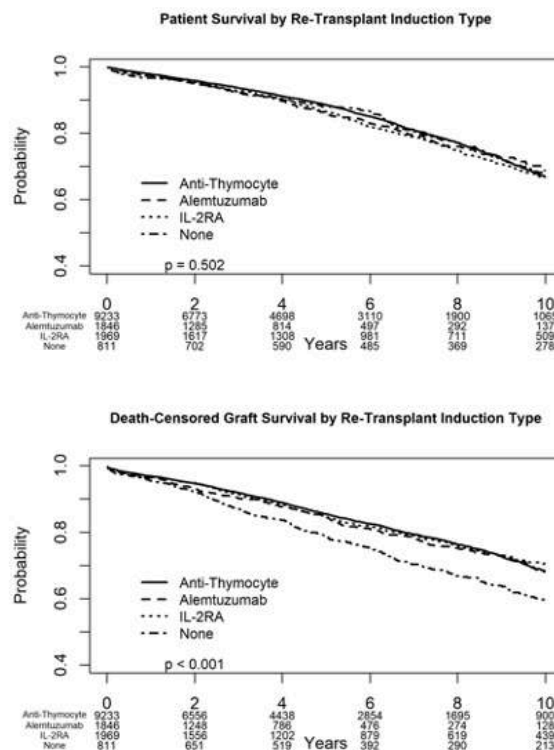 Patient Survival by Re-Transplant Induction Type
1.0
0.8
0.6
0.4
Probability
Anti-Thymocyte
Alemtuzumab
IL-2RA
None
p = 0.502
0 2 4 6 8 10
Anti-Thymocyte 9233 6773 4698 3110 1900 1065
Alemtuzumab 1846 1285 814 497 292 137
IL-2RA 1969 1617 1308 981 711 509
None 811 702 590 485 369 278
Years
Death-Censored Graft Survival by Re-Transplant Induction Type
1.0
0.8
0.6
0.4
Probability
Anti-Thymocyte
Alemtuzumab
IL-2RA
None
p < 0.001
0 2 4 6 8 10
Anti-Thymocyte 9233 6556 4438 2854 1695 900
Alemtuzumab 1846 1248 786 476 274 128
IL-2RA 1969 1556 1202 879 619
None 811 651 519 392 290
Years